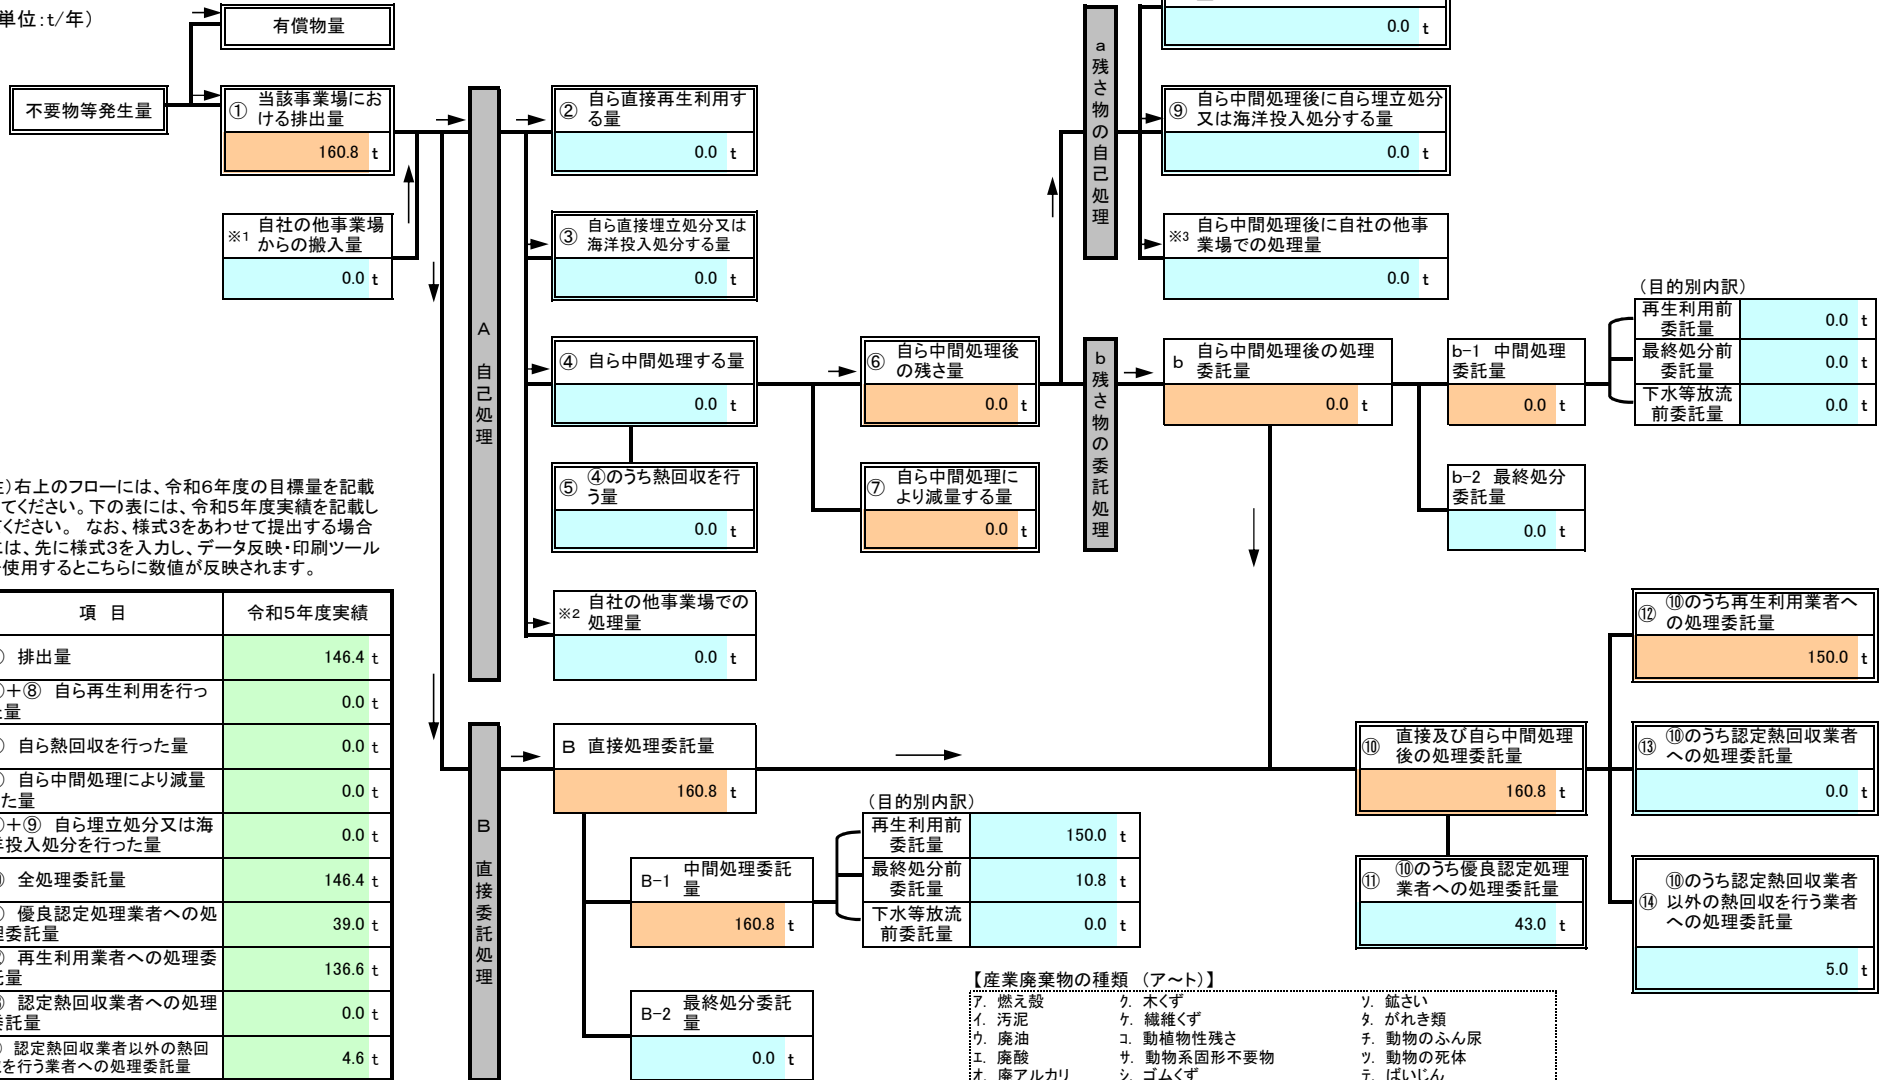 単位：t/年）
有償物量
不要物等発生量
① 当該事業場にお
ける排出量
160.8 t
※1 自社の他事業場
からの搬入量
0.0 t
A 自己処理
② 自ら直接再生利用す
る量
0.0 t
③ 自ら直接埋立処分又は
海洋投入処分する量
0.0 t
④ 自ら中間処理する量
0.0 t
⑤ ④のうち熱回収を行
う量
0.0 t
※2 自社の他事業場での
処理量
0.0 t
⑥ 自ら中間処理後
の残さ量
0.0 t
⑦ 自ら中間処理に
より減量する量
0.0 t
a 残さ物の自己処理
0.0 t
⑨ 自ら中間処理後に自ら埋立処分
又は海洋投入処分する量
0.0 t
※3 自ら中間処理後に自社の他事
業場での処理量
0.0 t
b 残さ物の委託処理
b 自ら中間処理後の処理
委託量
0.0 t
b-1 中間処理
委託量
0.0 t
（目的別内訳）
再生利用前
委託量
0.0 t
最終処分前
委託量
0.0 t
下水等放流
前委託量
0.0 t
b-2 最終処分
委託量
0.0 t
）右上のフローには、令和6年度の目標量を記載
てください。下の表には、令和5年度実績を記載し
ください。 なお、様式3をあわせて提出する場合
は、先に様式3を入力し、データ反映・印刷ツール
使用するとこちらに数値が反映されます。
項 目 令和5年度実績
排出量 146.4 t
＋⑧ 自ら再生利用を行っ
量
0.0 t
自ら熱回収を行った量 0.0 t
自ら中間処理により減量
た量
0.0 t
＋⑨ 自ら埋立処分又は海
投入処分を行った量
0.0 t
全処理委託量 146.4 t
優良認定処理業者への処
委託量
39.0 t
再生利用業者への処理委
量
136.6 t
認定熱回収業者への処理
託量
0.0 t
認定熱回収業者以外の熱回
を行う業者への処理委託量
4.6 t
B 直接委託処理
B 直接処理委託量
160.8 t
B-1 中間処理委託
量
160.8 t
（目的別内訳）
再生利用前
委託量
150.0 t
最終処分前
委託量
10.8 t
下水等放流
前委託量
0.0 t
B-2 最終処分委託
量
0.0 t
⑩ 直接及び自ら中間処理
後の処理委託量
160.8 t
⑪ ⑩のうち優良認定処理
業者への処理委託量
43.0 t
⑫ ⑩のうち再生利用業者へ
の処理委託量
150.0 t
⑬ ⑩のうち認定熱回収業者
への処理委託量
0.0 t
⑭ ⑩のうち認定熱回収業者
以外の熱回収を行う業者
への処理委託量
5.0 t
【産業廃棄物の種類 （ア～ト）】
ｱ. 燃え殻 ｸ. 木くず ｿ. 鉱さい
ｲ. 汚泥 ｹ. 繊維くず ﾀ. がれき類
ｳ. 廃油 ｺ. 動植物性残さ ﾁ. 動物のふん尿
ｴ. 廃酸 ｻ. 動物系固形不要物 ﾂ. 動物の死体
ｵ. 廃アルカリ ｼ. ゴムくず ﾃ. ばいじん